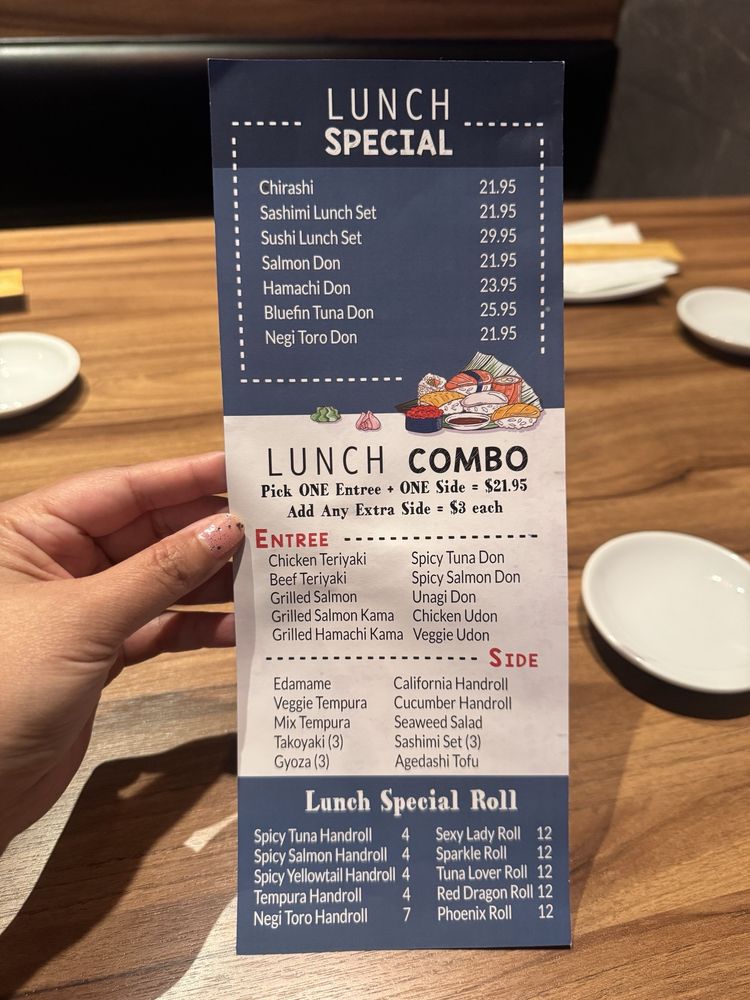 LUNCH
SPECIAL
Chirashi 21.95
Sashimi Lunch Set 21.95
Sushi Lunch Set 29.95
Salmon Don 21.95
Hamachi Don 23.95
Bluefin Tuna Don 25.95
Negi Toro Don 21.95
LUNCH COMBO
Pick ONE Entree + ONE Side = $21.95
Add Any Extra Side = $3 each
ENTREE
Chicken Teriyaki Spicy Tuna Don
Beef Teriyaki Spicy Salmon Don
Grilled Salmon Unagi Don
Grilled Salmon Kama Chicken Udon
Grilled Hamachi Kama Veggie Udon
SIDE
Edamame California Handroll
Veggie Tempura Cucumber Handroll
Mix Tempura Seaweed Salad
Takoyaki (3) Sashimi Set (3)
Gyoza (3) Agedashi Tofu
Lunch Special Roll
Spicy Tuna Handroll 4 Sexy Lady Roll 12
Spicy Salmon Handroll 4 Sparkle Roll 12
Spicy Yellowtail Handroll 4 Tuna Lover Roll 12
Tempura Handroll 4 Red Dragon Roll 12
Negi Toro Handroll 7 Phoenix Roll 12